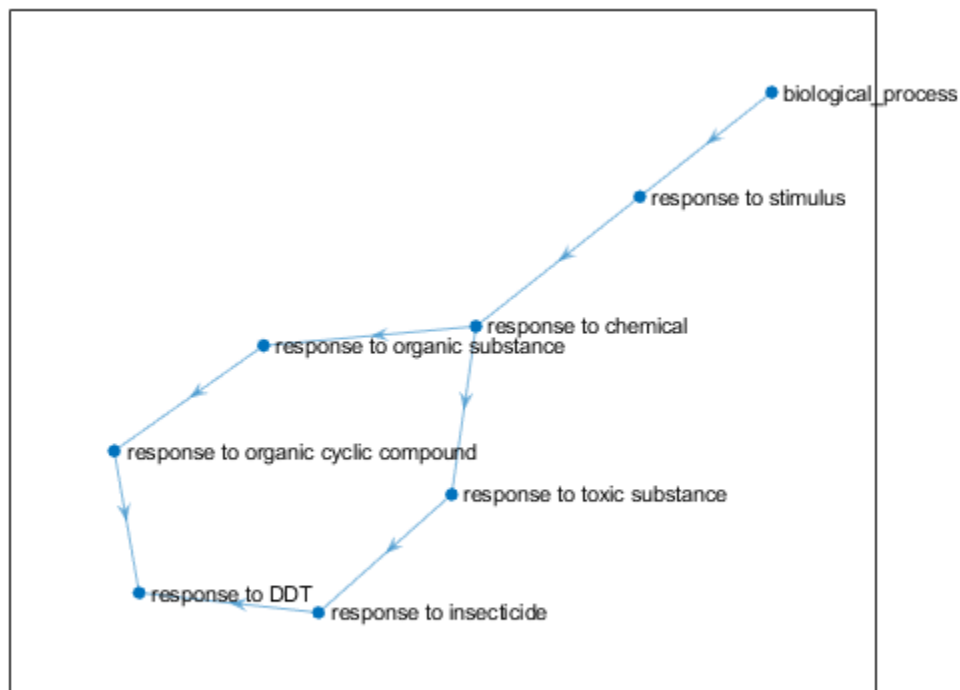 biological_process
response to stimulus
response to chemical
response to organic substance
response to organic cyclic compound
response to toxic substance
response to DDT
response to insecticide